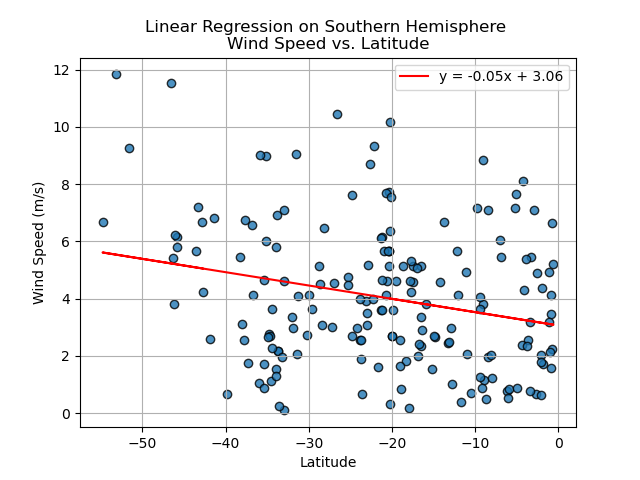 Linear Regression on Southern Hemisphere
Wind Speed vs. Latitude
y = -0.05x + 3.06
Wind Speed (m/s)
12
10
8
6
4
2
0
−50
−40
−30
−20
−10
0
Latitude